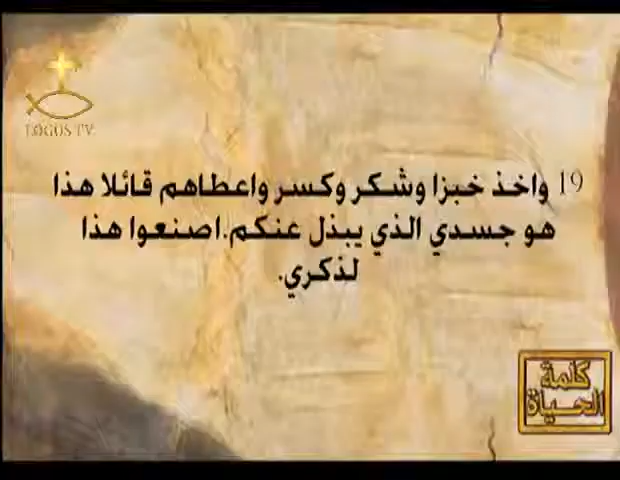 LOGOS TV
19 واخذ خبزا وشكر وكسر واعطاهم قائلا هذا
هو جسدي الذي يبذل عنكم.اصنعوا هذا
لذكري.
كلمة
الحياة